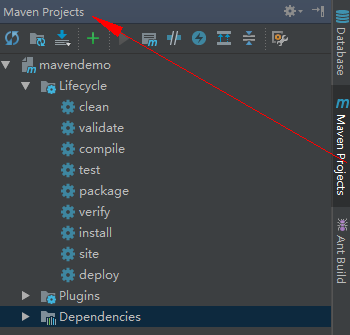 Maven Projects
mavendemo
Lifecycle
clean
validate
compile
test
package
verify
install
site
deploy
Plugins
Dependencies
Database
m
Maven Projects
Ant Build